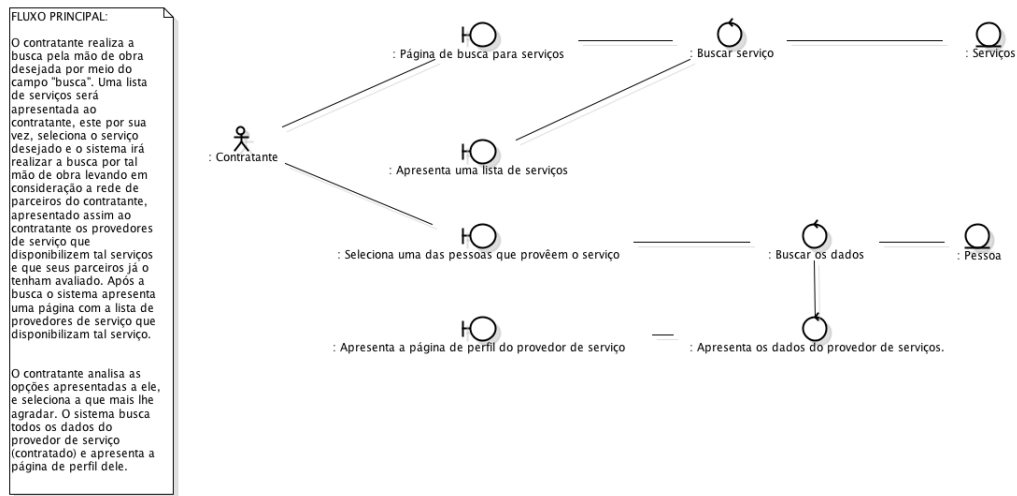 FLUXO PRINCIPAL:
O contratante realiza a
busca pela mão de obra
desejada por meio do
campo "busca". Uma lista
de serviços será
apresentada ao
contratante, este por sua
vez, seleciona o serviço
desejado e o sistema irá
realizar a busca por tal
mão de obra levando em
consideração a rede de
parceiros do contratante,
apresentado assim ao
contratante os provedores
de serviço que
disponibilizem tal serviços
e que seus parceiros já o
tenham avaliado. Após a
busca o sistema apresenta
uma página com a lista de
provedores de serviço que
disponibilizam tal serviço.
O contratante analisa as
opções apresentadas a ele,
e seleciona a que mais lhe
agradar. O sistema busca
todos os dados do
provedor de serviço
(contratado) e apresenta a
página de perfil dele.
: Página de busca para serviços
: Buscar serviço
: Serviços
: Contratante
: Apresenta uma lista de serviços
: Seleciona uma das pessoas que provêem o serviço
: Buscar os dados
: Pessoa
: Apresenta a página de perfil do provedor de serviço
: Apresenta os dados do provedor de serviços.